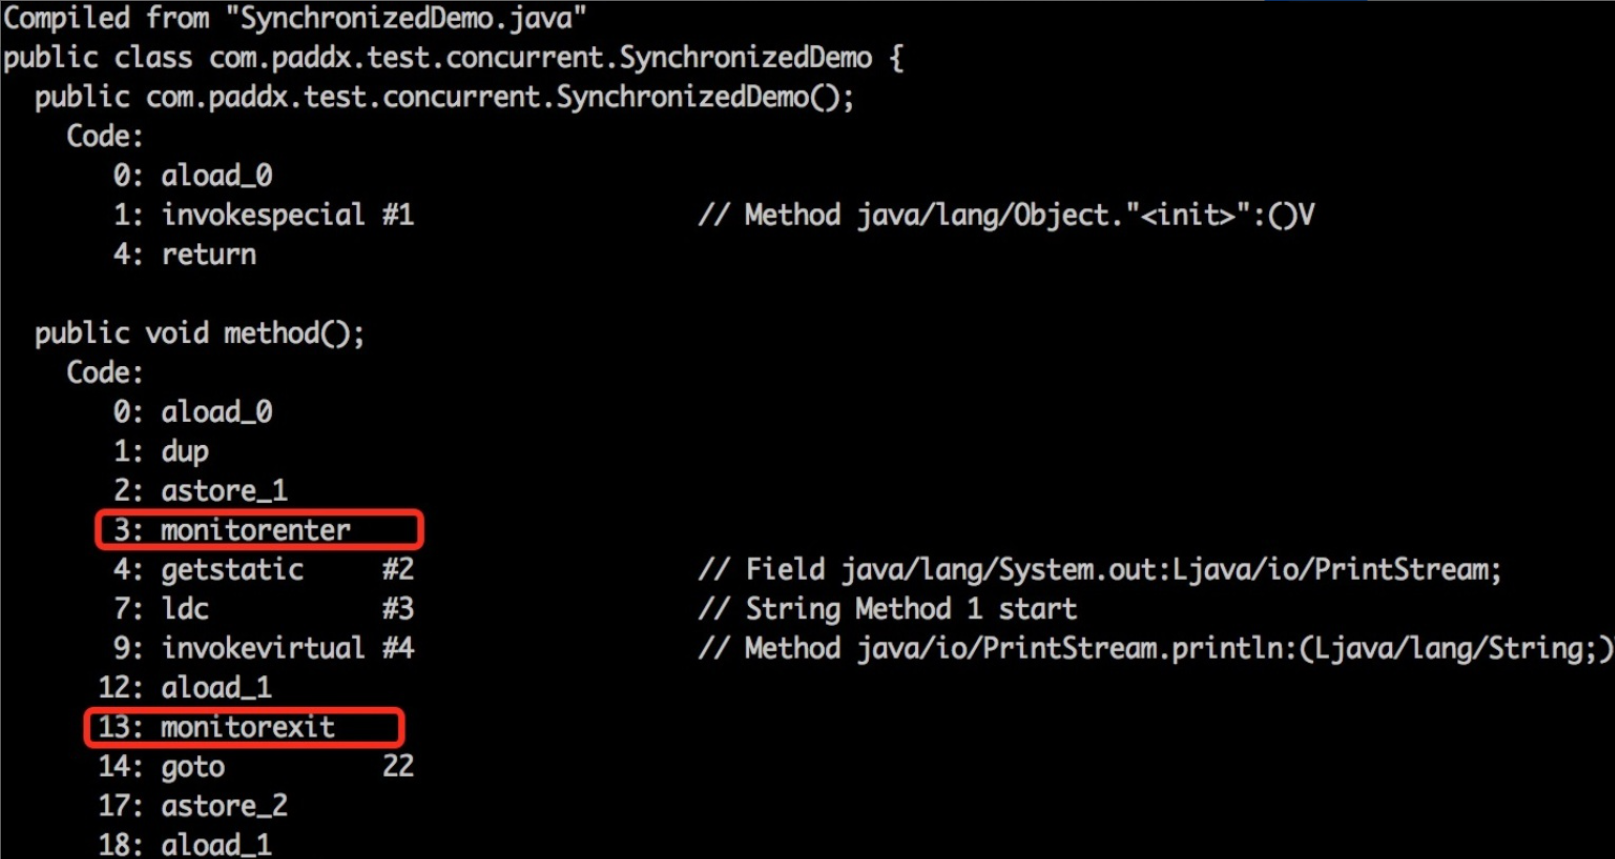 Compiled from "SynchronizedDemo.java"
public class com.paddx.test.concurrent.SynchronizedDemo {
  public com.paddx.test.concurrent.SynchronizedDemo();
    Code:
       0: aload_0
       1: invokespecial #1                  // Method java/lang/Object."<init>":()V
       4: return

  public void method();
    Code:
       0: aload_0
       1: dup
       2: astore_1
       3: monitorenter
       4: getstatic     #2                  // Field java/lang/System.out:Ljava/io/PrintStream;
       7: ldc           #3                  // String Method 1 start
       9: invokevirtual #4                  // Method java/io/PrintStream.println:(Ljava/lang/String;)
      12: aload_1
      13: monitorexit
      14: goto          22
      17: astore_2
      18: aload_1